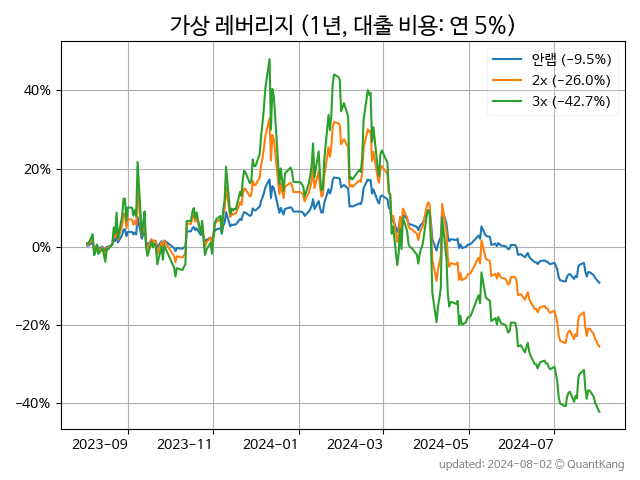 가상 레버리지 (1년, 대출 비용: 연 5%)
안랩 (−9.5%)
2x (−26.0%)
3x (−42.7%)
40%
20%
0%
−20%
−40%
2023-09
2023-11
2024-01
2024-03
2024-05
2024-07
updated: 2024-08-02 © QuantKang